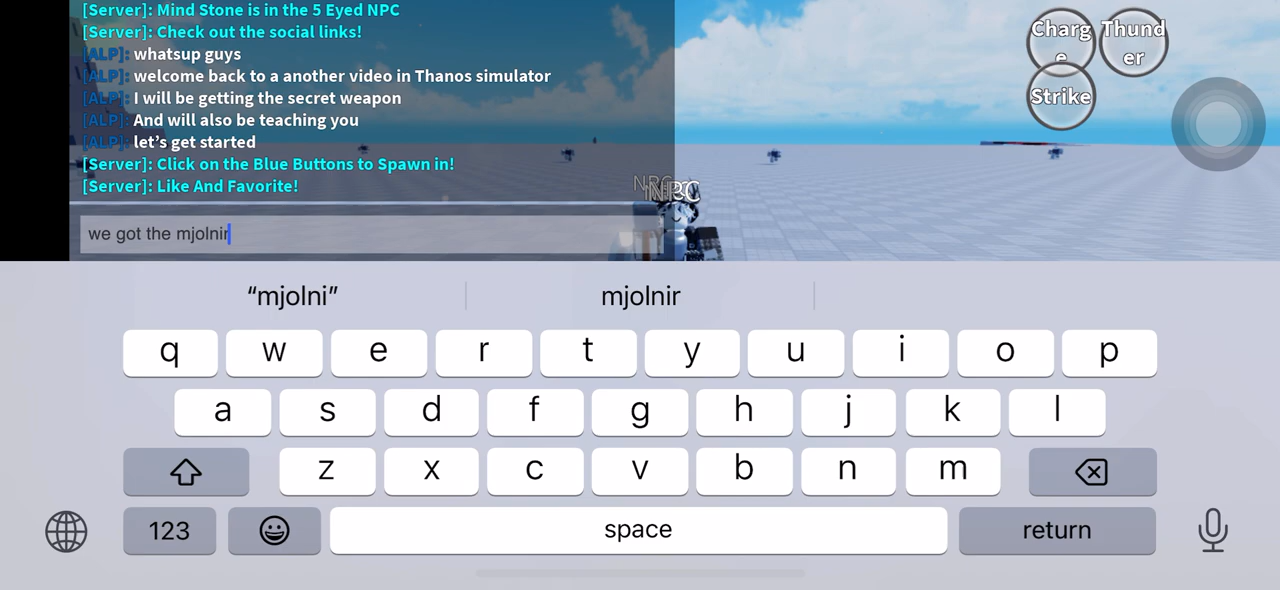 [Server]: Mind Stone is in the 5 Eyed NPC
[Server]: Check out the social links!
[ALP]: whatsup guys
[ALP]: welcome back to a another video in Thanos simulator
[ALP]: I will be getting the secret weapon
[ALP]: And will also be teaching you
[ALP]: let’s get started
[Server]: Click on the Blue Buttons to Spawn in!
[Server]: Like And Favorite!
Charge
Thunder
Strike
NPC
NPC
we got the mjolnir
“mjolni” mjolnir
q w e r t y u i o p
a s d f g h j k l
z x c v b n m
123 space return